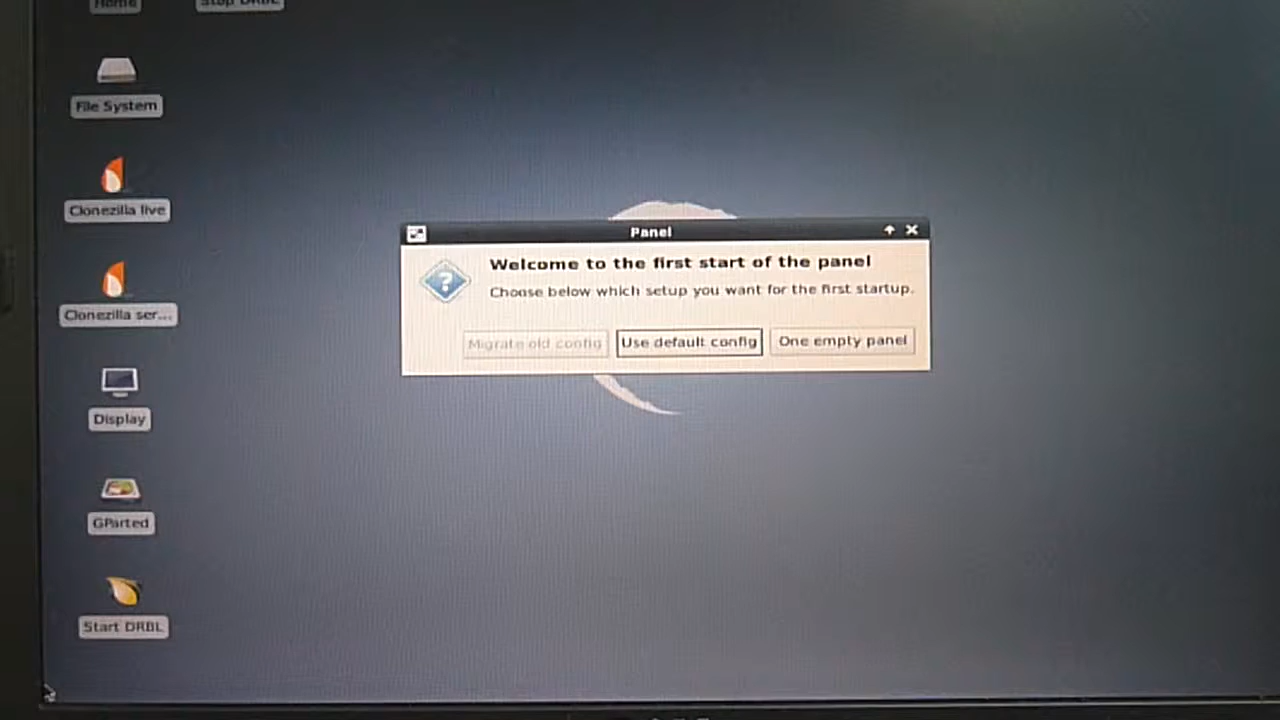 Home
Stop DRBL
File System
Clonezilla live
Clonezilla ser...
Display
GParted
Start DRBL
Panel
Welcome to the first start of the panel
Choose below which setup you want for the first startup.
Migrate old config
Use default config
One empty panel